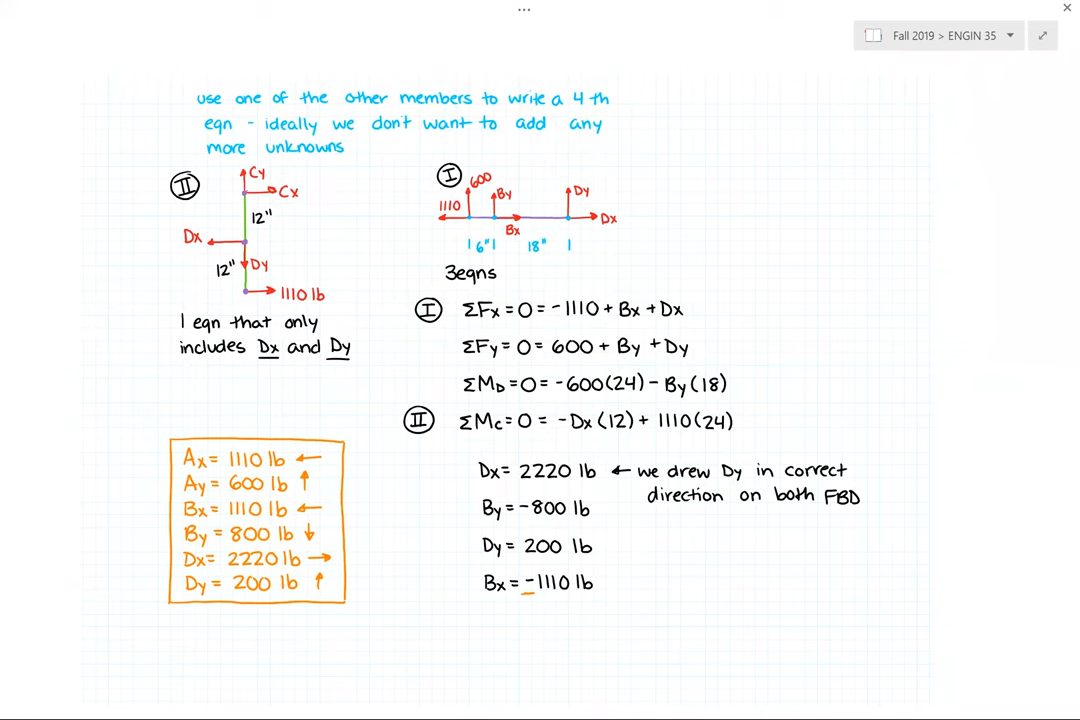 Fall 2019 > ENGIN 35
use one of the other members to write a 4 th
eqn - ideally we don't want to add any
more unknowns
II
Cy
Cx
12"
Dx
12"
Dy
1110 lb
1 eqn that only
includes Dx and Dy
I
600
1110
By
Dy
Bx
Dx
6"
18"
3eqns
I ΣFx = 0 = -1110 + Bx + Dx
ΣFy = 0 = 600 + By + Dy
ΣMD = 0 = -600(24) - By(18)
II ΣMc = 0 = -Dx(12) + 1110(24)
Dx = 2220 lb ← we drew Dy in correct
direction on both FBD
By = -800 lb
Dy = 200 lb
Bx = -1110 lb
Ax = 1110 lb ←
Ay = 600 lb ↑
Bx = 1110 lb ←
By = 800 lb ↓
Dx = 2220 lb →
Dy = 200 lb ↑